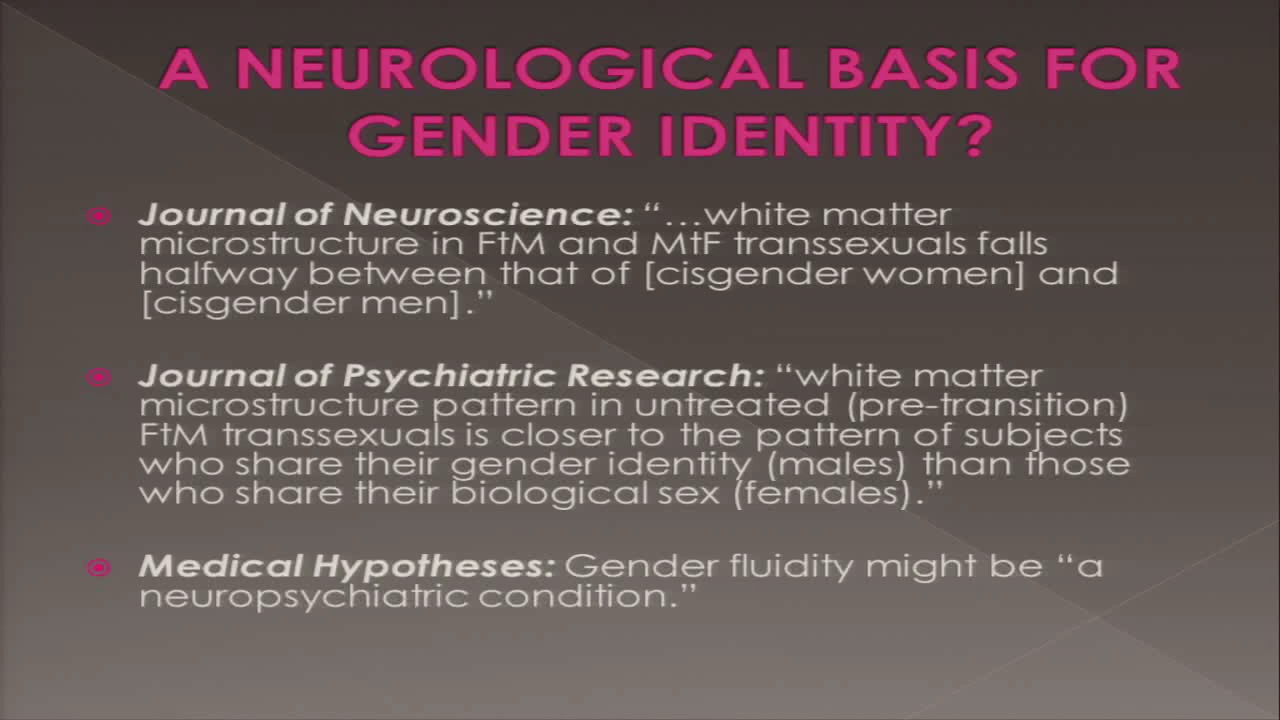 A NEUROLOGICAL BASIS FOR
GENDER IDENTITY?
Journal of Neuroscience: “…white matter
microstructure in FtM and MtF transsexuals falls
halfway between that of [cisgender women] and
[cisgender men].”
Journal of Psychiatric Research: “white matter
microstructure pattern in untreated (pre-transition)
FtM transsexuals is closer to the pattern of subjects
who share their gender identity (males) than those
who share their biological sex (females).”
Medical Hypotheses: Gender fluidity might be “a
neuropsychiatric condition.”